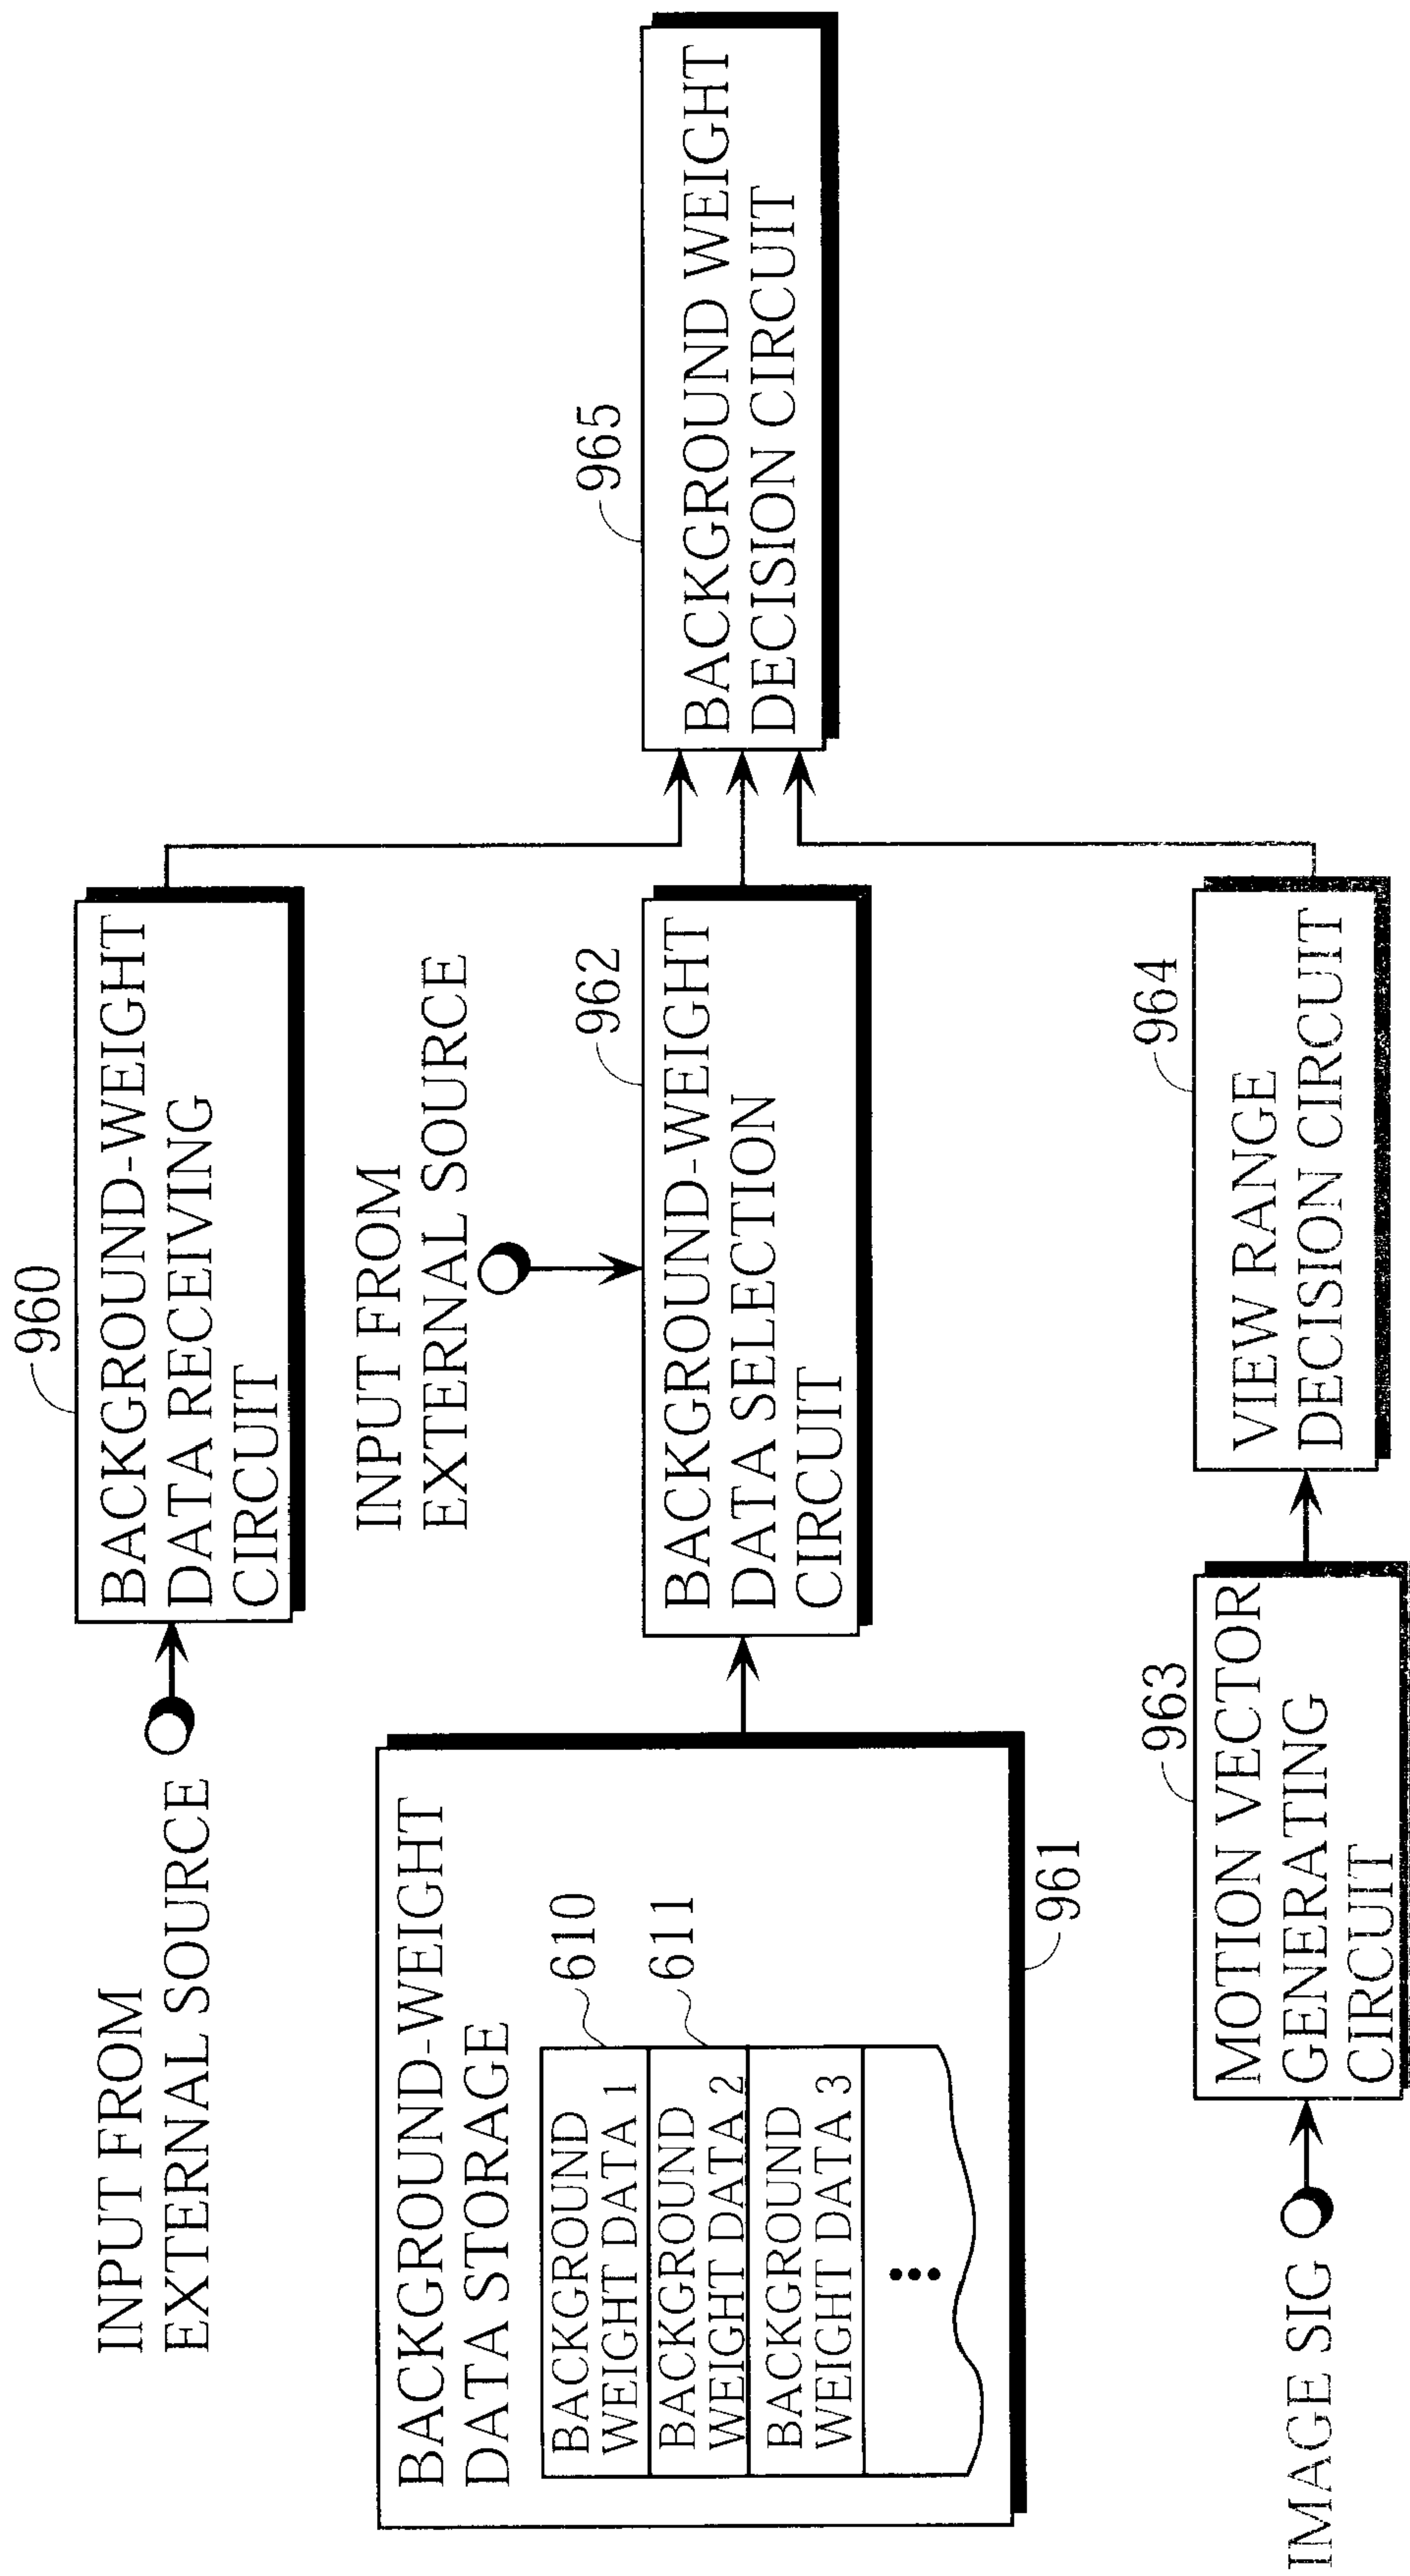 960
INPUT FROM
EXTERNAL SOURCE
BACKGROUND-WEIGHT
DATA RECEIVING
CIRCUIT
INPUT FROM
EXTERNAL SOURCE
BACKGROUND-WEIGHT
DATA STORAGE
610
BACKGROUND
WEIGHT DATA 1
611
BACKGROUND
WEIGHT DATA 2
BACKGROUND
WEIGHT DATA 3
961
962
BACKGROUND-WEIGHT
DATA SELECTION
CIRCUIT
965
BACKGROUND WEIGHT
DECISION CIRCUIT
IMAGE SIG
963
MOTION VECTOR
GENERATING
CIRCUIT
964
VIEW RANGE
DECISION CIRCUIT